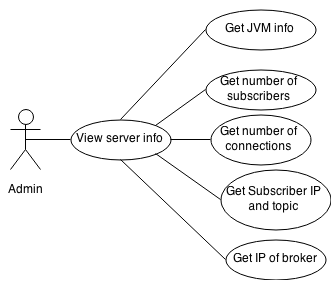 Get JVM info
Get number of
subscribers
Get number of
connections
View server info
Admin
Get Subscriber IP
and topic
Get IP of broker